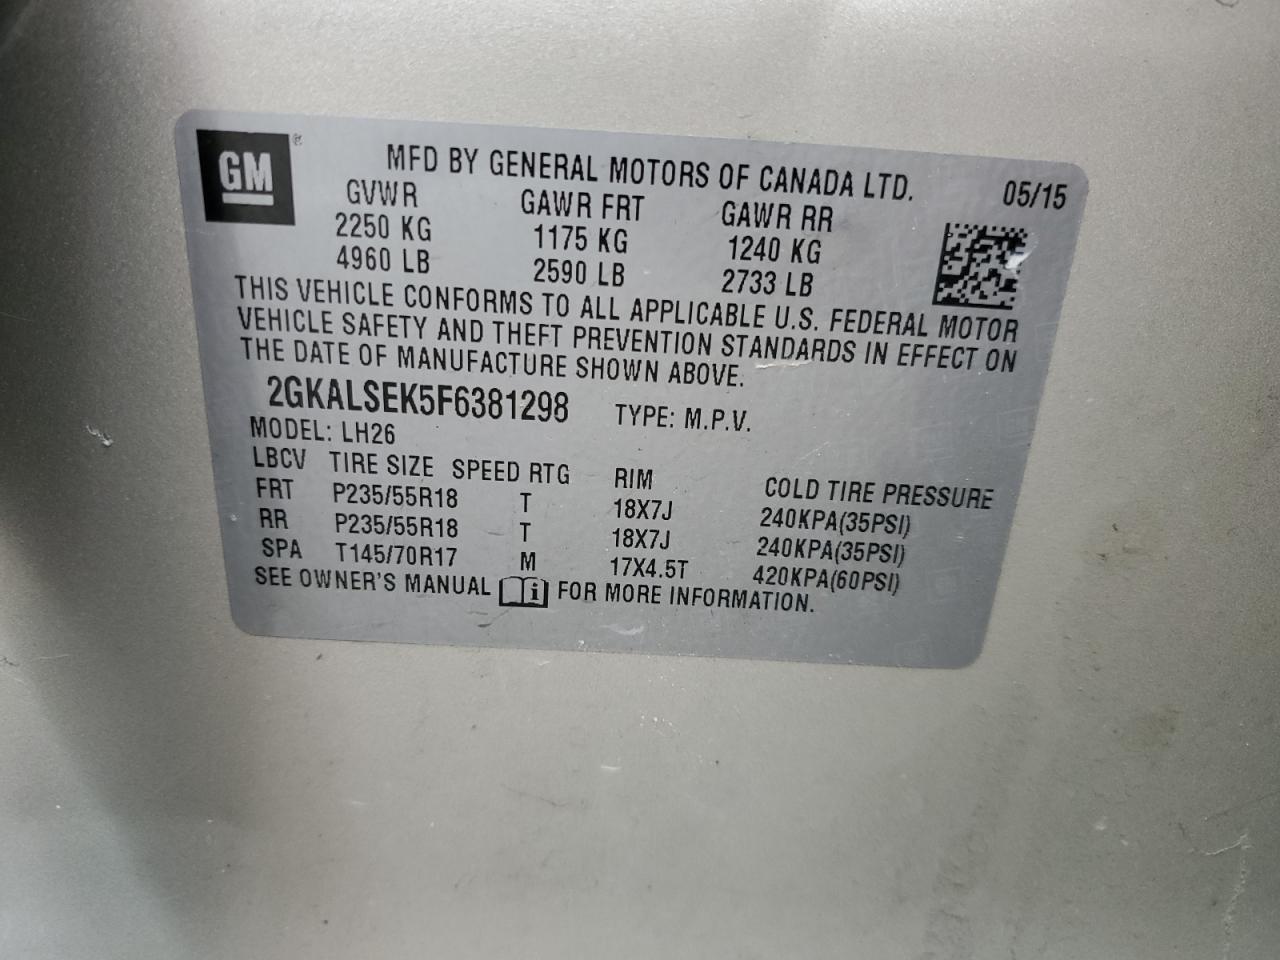 GM ®
MFD BY GENERAL MOTORS OF CANADA LTD. 05/15
GVWR GAWR FRT GAWR RR
2250 KG 1175 KG 1240 KG
4960 LB 2590 LB 2733 LB
THIS VEHICLE CONFORMS TO ALL APPLICABLE U.S. FEDERAL MOTOR
VEHICLE SAFETY AND THEFT PREVENTION STANDARDS IN EFFECT ON
THE DATE OF MANUFACTURE SHOWN ABOVE.
2GKALSEK5F6381298 TYPE: M.P.V.
MODEL: LH26
LBCV TIRE SIZE SPEED RTG RIM COLD TIRE PRESSURE
FRT P235/55R18 T 18X7J 240KPA(35PSI)
RR P235/55R18 T 18X7J 240KPA(35PSI)
SPA T145/70R17 M 17X4.5T 420KPA(60PSI)
SEE OWNER'S MANUAL i FOR MORE INFORMATION.